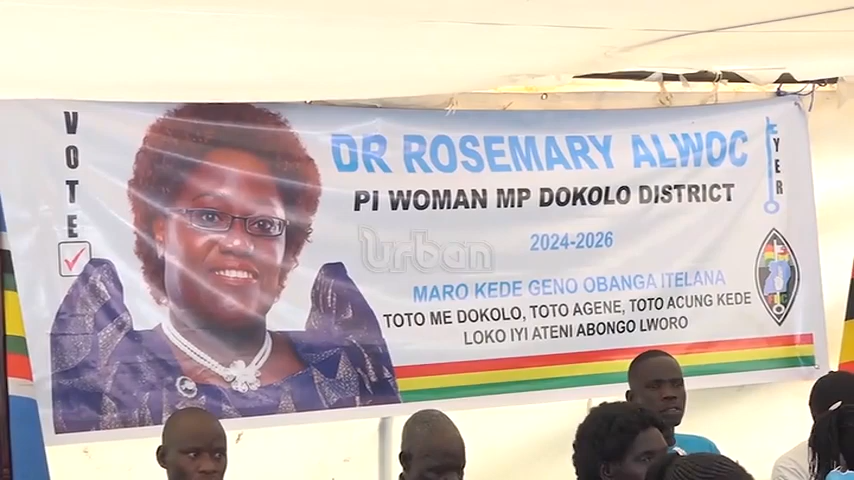 VOTE
DR ROSEMARY ALWOC
PI WOMAN MP DOKOLO DISTRICT
2024-2026
MARO KEDE GENO OBANGA ITELANA
TOTO ME DOKOLO, TOTO AGENE, TOTO ACUNG KEDE
LOKO IYI ATENI ABONGO LWORO
EYER
Urban